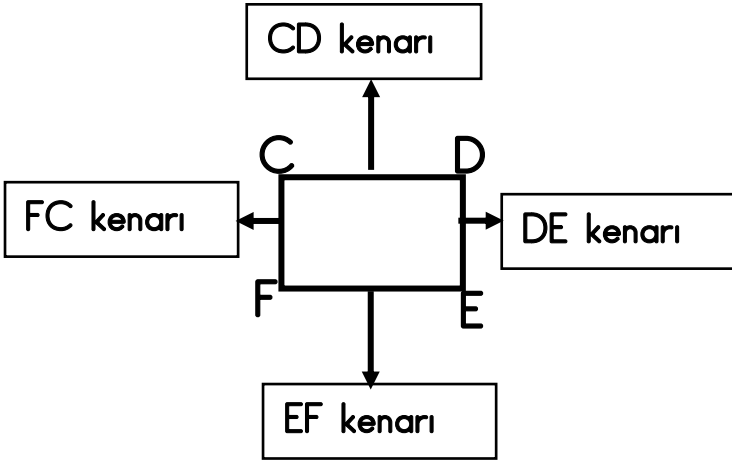 CD kenarı
C
D
FC kenarı
DE kenarı
F
E
EF kenarı